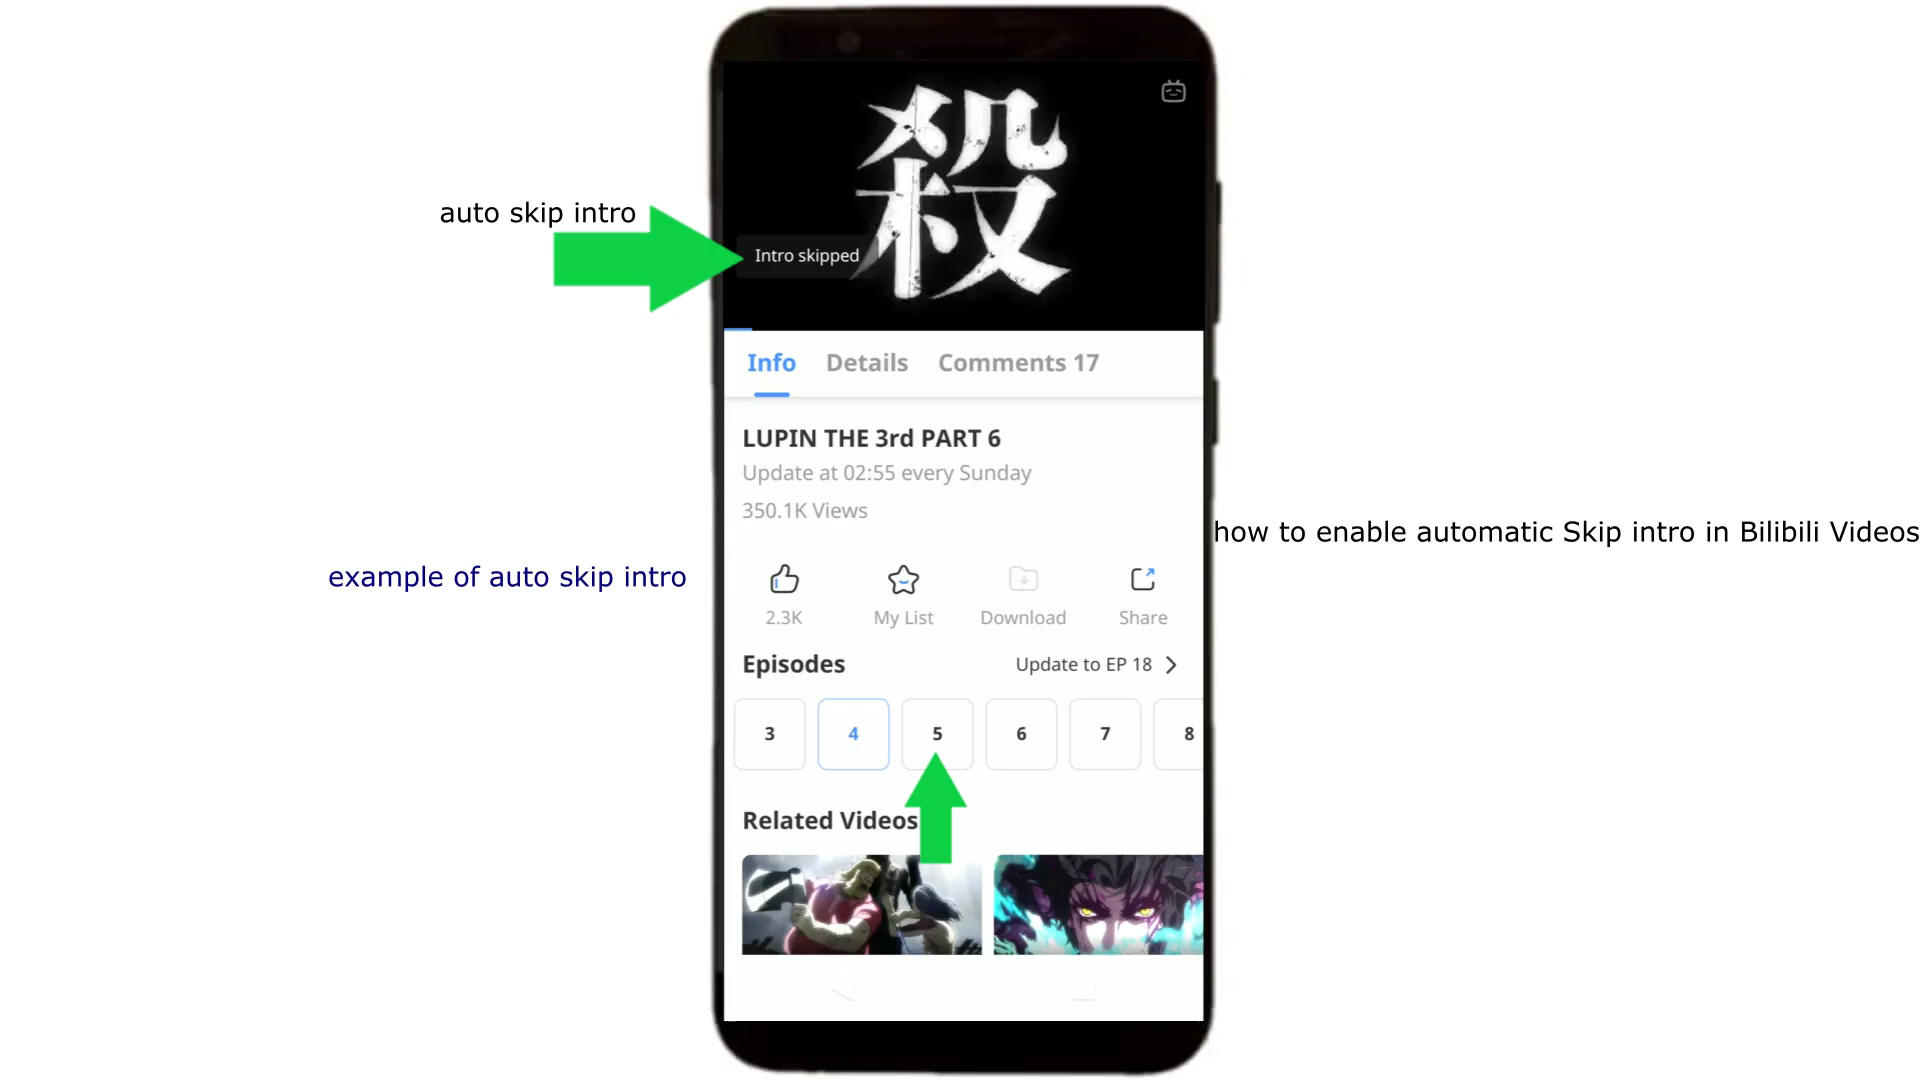 殺
auto skip intro
Intro skipped
Info Details Comments 17
LUPIN THE 3rd PART 6
Update at 02:55 every Sunday
350.1K Views
how to enable automatic Skip intro in Bilibili Videos
example of auto skip intro
2.3K My List Download Share
Episodes Update to EP 18
3 4 5 6 7 8
Related Videos